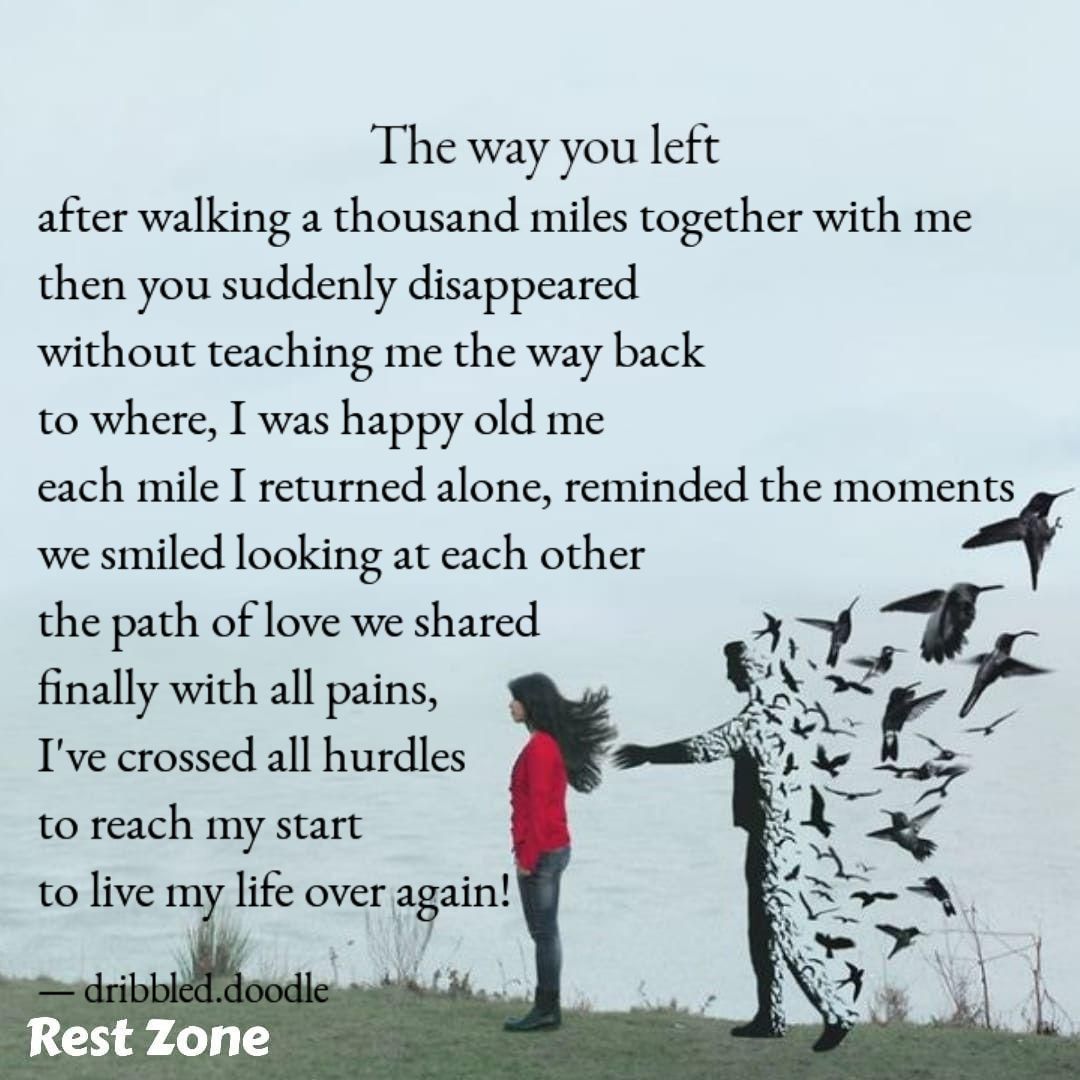 The way you left
after walking a thousand miles together with me
then you suddenly disappeared
without teaching me the way back
to where, I was happy old me
each mile I returned alone, reminded the moments
we smiled looking at each other
the path of love we shared
finally with all pains,
I've crossed all hurdles
to reach my start
to live my life over again!
— dribbled.doodle
Rest Zone